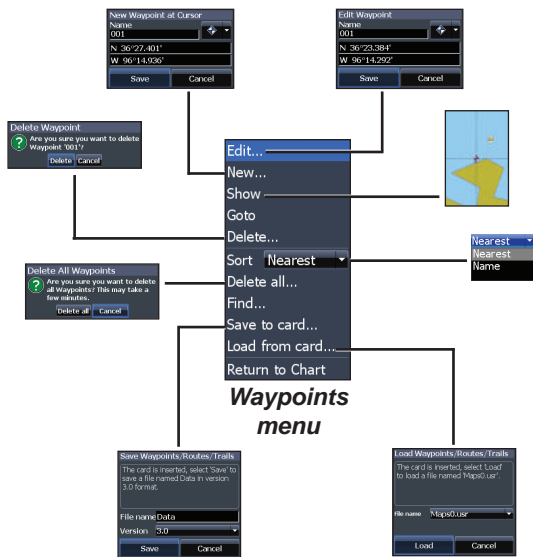 New Waypoint at Cursor
Name
001
N 36°27.401'
W 96°14.936'
Save Cancel
Edit Waypoint
Name
001
N 36°23.384'
W 96°14.292'
Save Cancel
Delete Waypoint
Are you sure you want to delete
Waypoint '001'?
Delete Cancel
Edit...
New...
Show
Goto
Delete...
Sort Nearest
Delete all...
Find...
Save to card...
Load from card...
Return to Chart
Nearest
Nearest
Name
Delete All Waypoints
Are you sure you want to delete
all Waypoints? This may take a
few minutes.
Delete all Cancel
Waypoints
menu
Save Waypoints/Routes/Trails
The card is inserted, select 'Save' to
save a file named Data in version
3.0 format.
File name Data
Version 3.0
Save Cancel
Load Waypoints/Routes/Trails
The card is inserted, select 'Load'
to load a file named 'Maps0.usr'.
File name Maps0.usr
Load Cancel